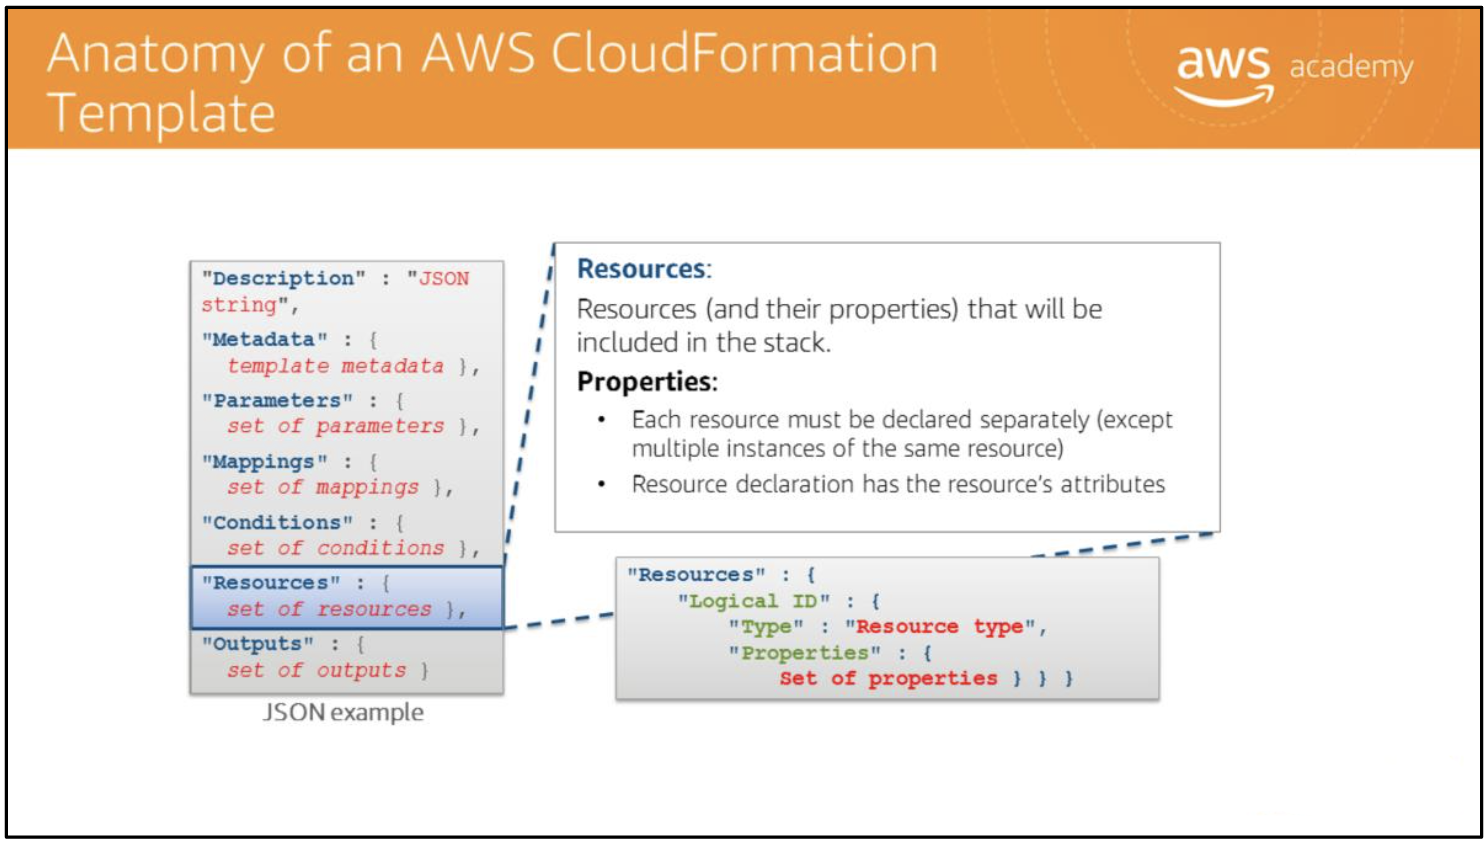 Anatomy of an AWS CloudFormation
Template
aws academy
"Description" : "JSON
string",
"Metadata" : {
template metadata },
"Parameters" : {
set of parameters },
"Mappings" : {
set of mappings },
"Conditions" : {
set of conditions },
"Resources" : {
set of resources },
"Outputs" : {
set of outputs }
JSON example
Resources:
Resources (and their properties) that will be
included in the stack.
Properties:
• Each resource must be declared separately (except
multiple instances of the same resource)
• Resource declaration has the resource's attributes
"Resources" : {
"Logical ID" : {
"Type" : "Resource type",
"Properties" : {
Set of properties } } }